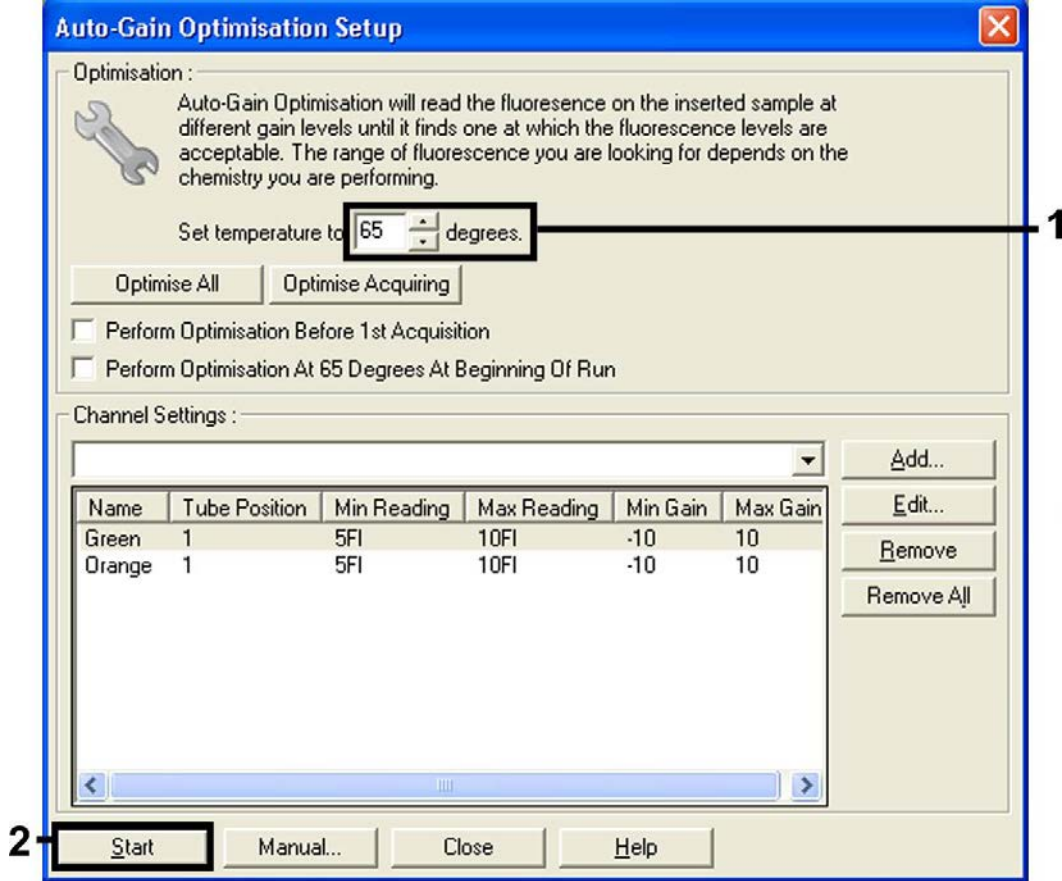 Auto-Gain Optimisation Setup
Optimisation :
Auto-Gain Optimisation will read the fluoresence on the inserted sample at
different gain levels until it finds one at which the fluorescence levels are
acceptable. The range of fluorescence you are looking for depends on the
chemistry you are performing.
Set temperature to 65 degrees.
1
Optimise All Optimise Acquiring
Perform Optimisation Before 1st Acquisition
Perform Optimisation At 65 Degrees At Beginning Of Run
Channel Settings :
Add...
Name Tube Position Min Reading Max Reading Min Gain Max Gain
Edit...
Green 1 5Fl 10Fl -10 10
Remove
Orange 1 5Fl 10Fl -10 10
Remove All
2
Start Manual... Close Help